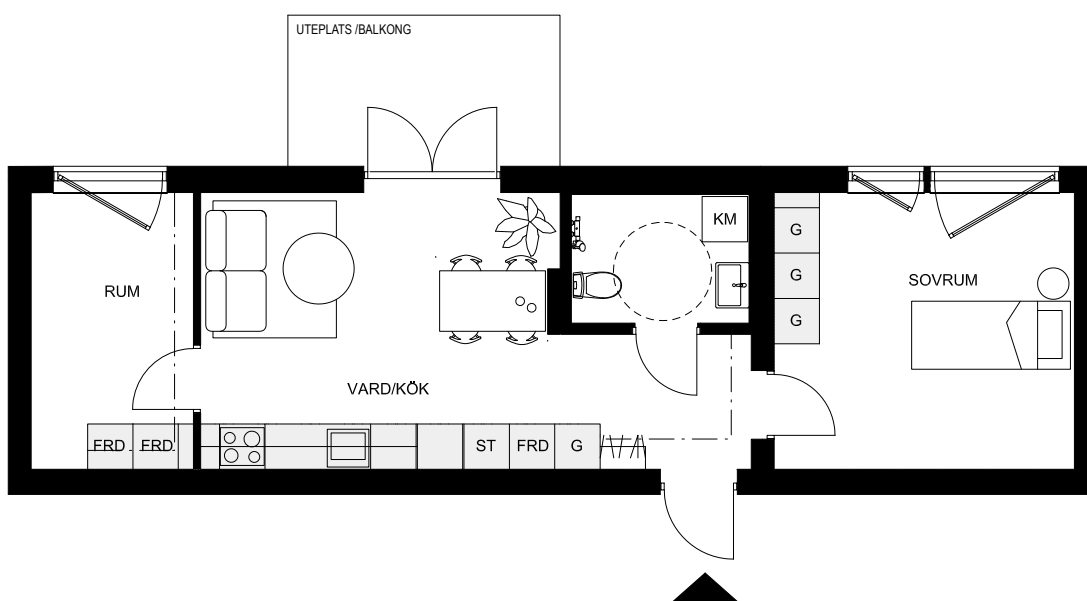 UTEPLATS /BALKONG
KM
G
G
G
RUM
SOVRUM
VARD/KÖK
FRD
FRD
ST
FRD
G